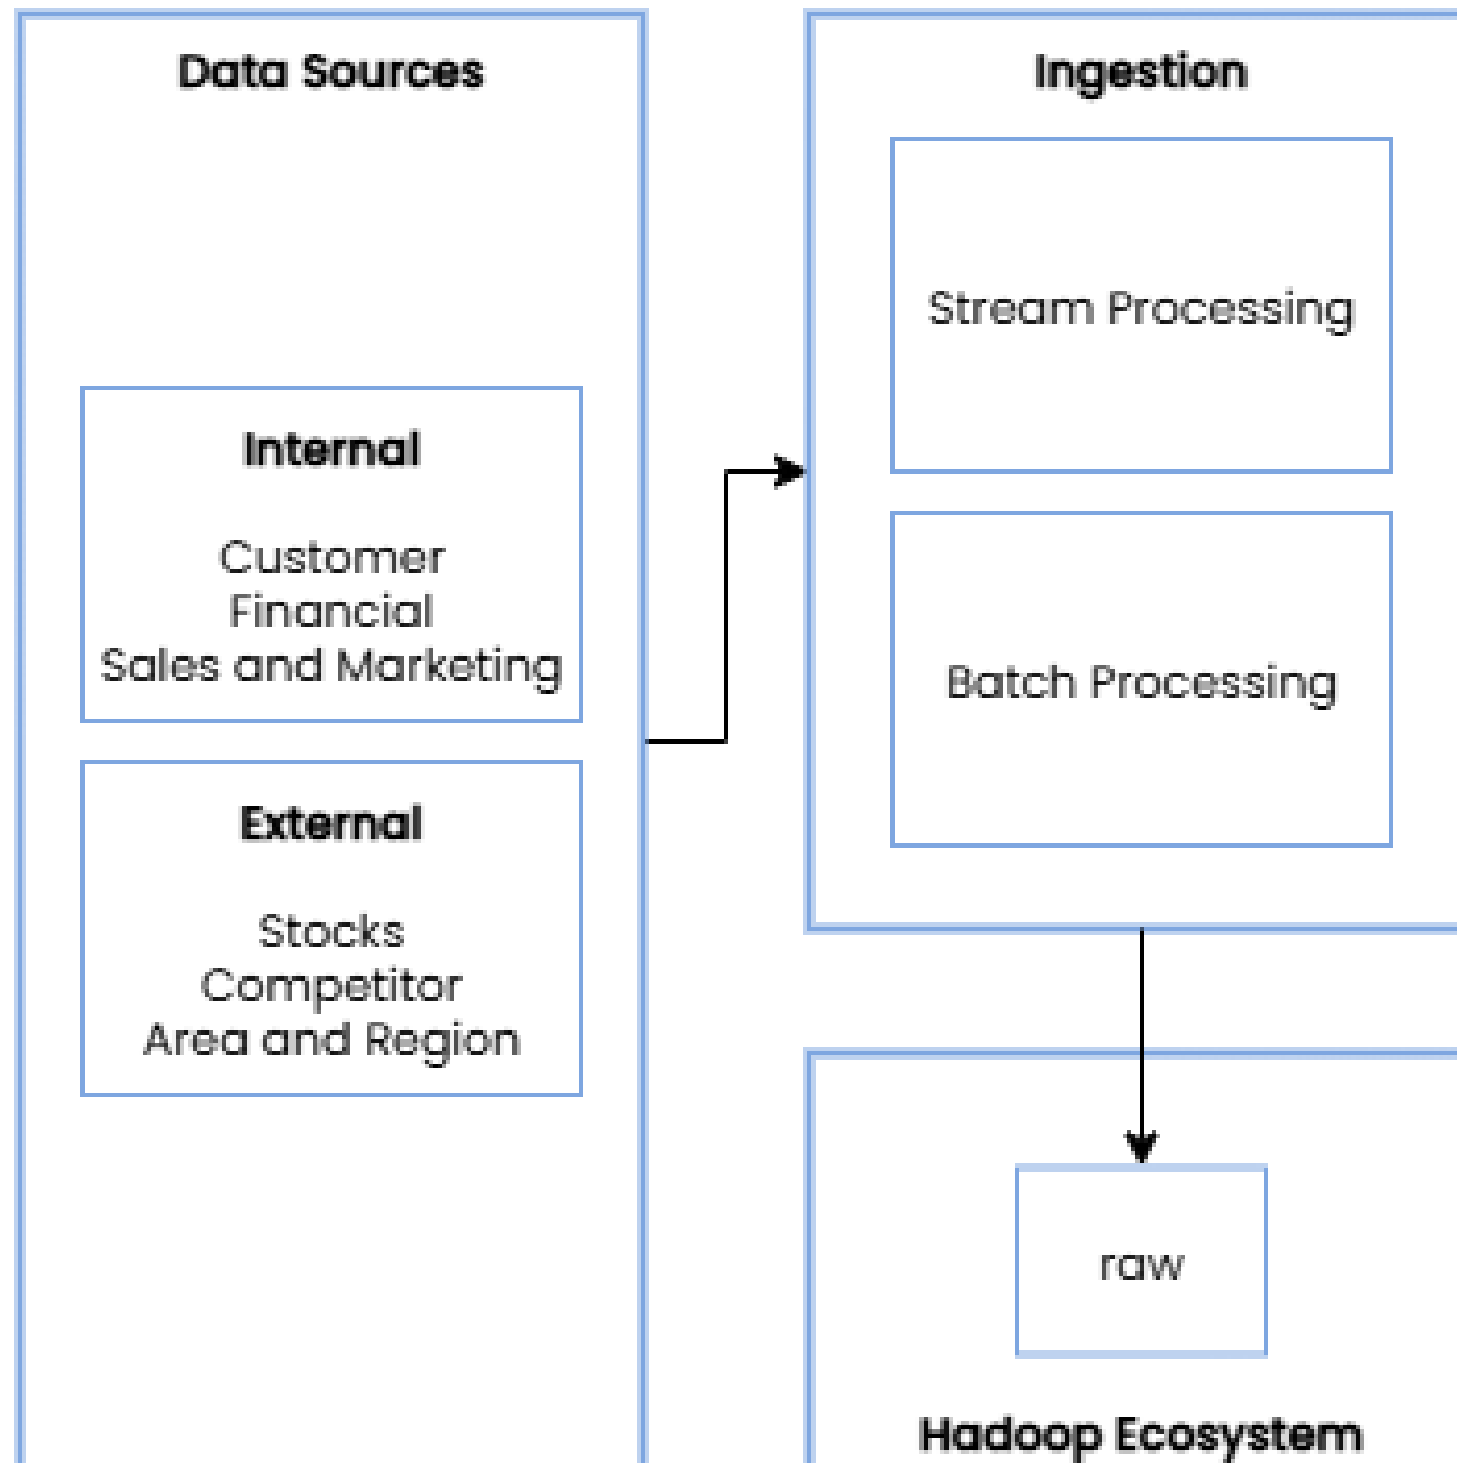 Data Sources
Internal
Customer
Financial
Sales and Marketing
External
Stocks
Competitor
Area and Region
Ingestion
Stream Processing
Batch Processing
raw
Hadoop Ecosystem